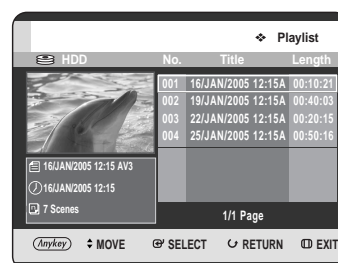 ❖ Playlist
HDD No. Title Length
001 16/JAN/2005 12:15A 00:10:21
002 19/JAN/2005 12:15A 00:40:03
003 22/JAN/2005 12:15A 00:20:15
004 25/JAN/2005 12:15A 00:50:16
16/JAN/2005 12:15 AV3
16/JAN/2005 12:15
7 Scenes
1/1 Page
Anykey MOVE SELECT RETURN EXIT